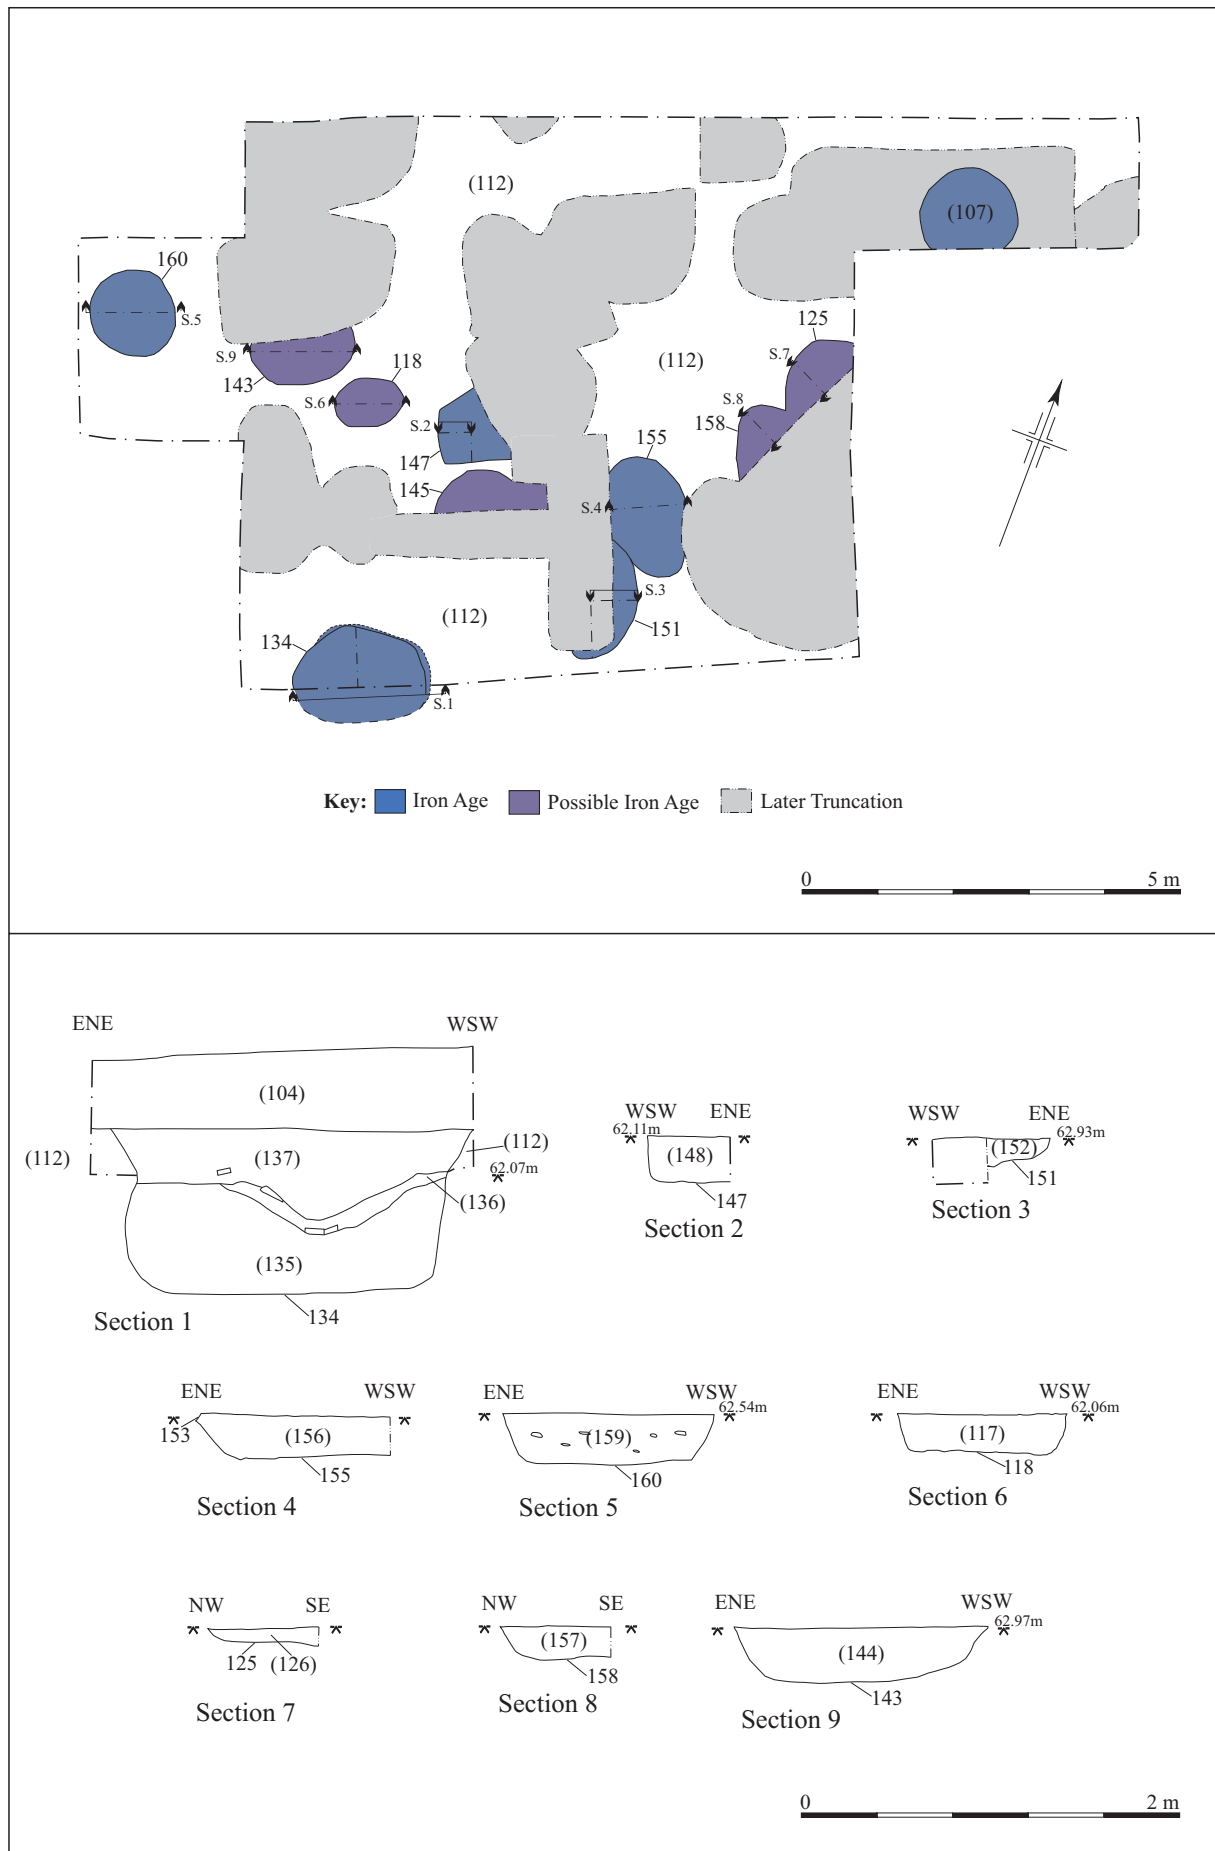 (112)
(107)
160
S.5
125
S.9
143
118
(112)
S.7
S.6
S.8
158
S.2
147
155
145
S.4
S.3
(112)
151
134
S.1
Key: Iron Age Possible Iron Age Later Truncation
0 5 m
ENE WSW
(104)
(112)
(137)
(112)
62.07m
(136)
(135)
134
Section 1
WSW ENE
62.11m
(148)
147
Section 2
WSW ENE
62.93m
(152)
151
Section 3
ENE WSW
153
(156)
155
Section 4
ENE WSW
62.54m
(159)
160
Section 5
ENE WSW
62.06m
(117)
118
Section 6
NW SE
125 (126)
Section 7
NW SE
(157)
158
Section 8
ENE WSW
62.97m
(144)
143
Section 9
0 2 m